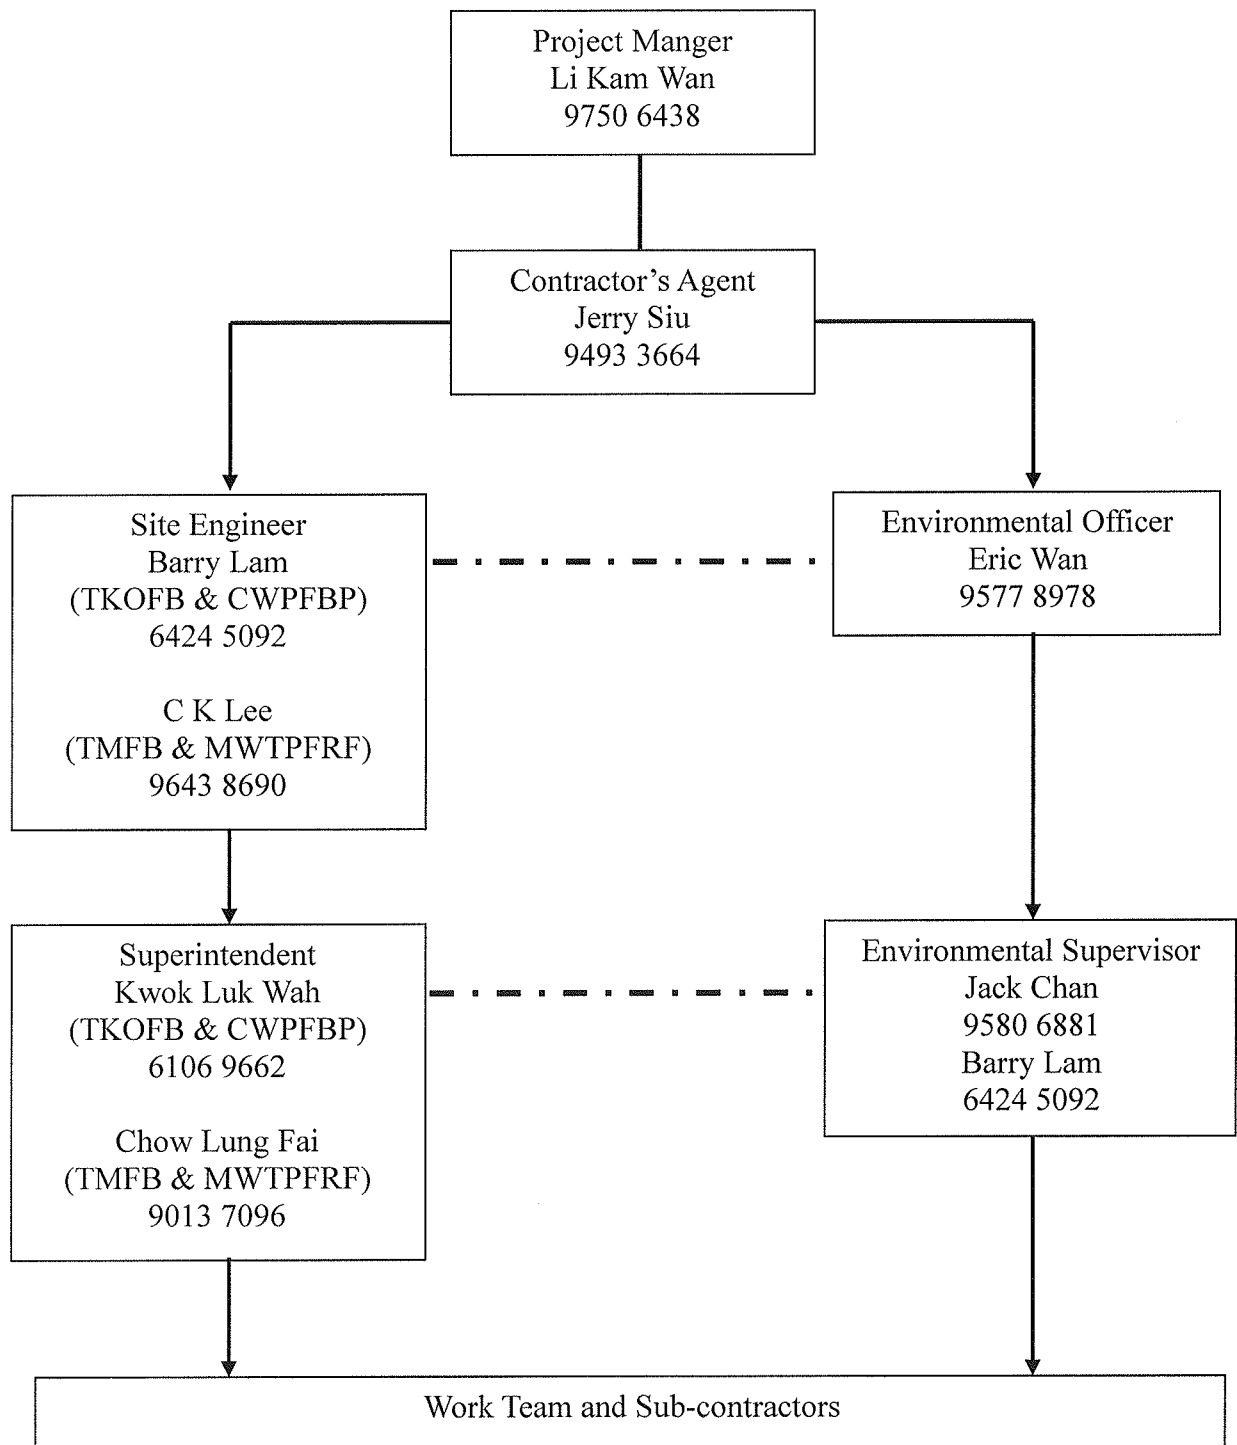 Project Manger
Li Kam Wan
9750 6438
Contractor’s Agent
Jerry Siu
9493 3664
Site Engineer
Barry Lam
(TKOFB & CWPFBP)
6424 5092
C K Lee
(TMFB & MWTPFRF)
9643 8690
Environmental Officer
Eric Wan
9577 8978
Superintendent
Kwok Luk Wah
(TKOFB & CWPFBP)
6106 9662
Chow Lung Fai
(TMFB & MWTPFRF)
9013 7096
Environmental Supervisor
Jack Chan
9580 6881
Barry Lam
6424 5092
Work Team and Sub-contractors